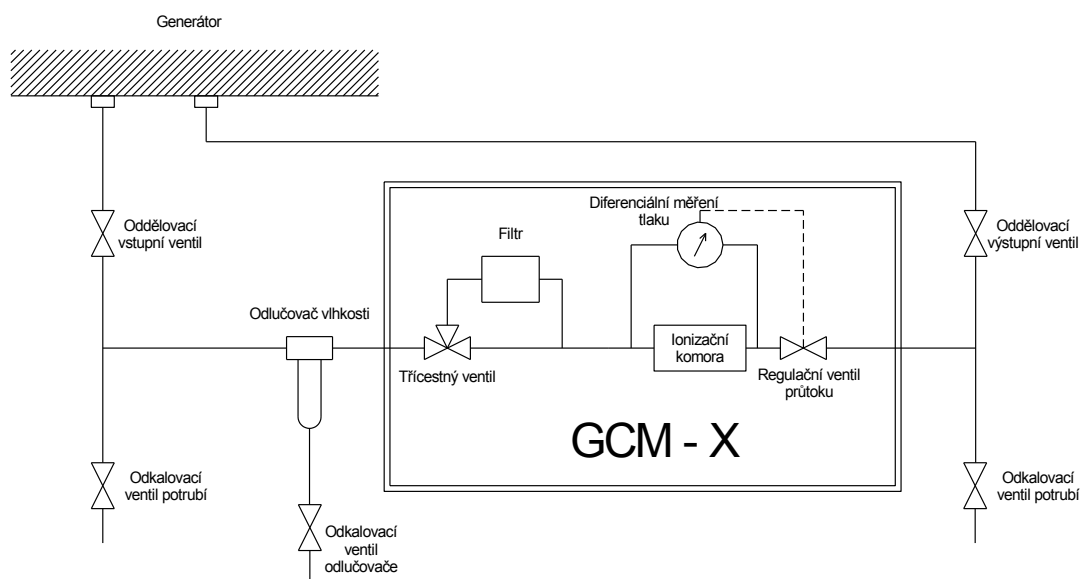 Generátor
Oddělovací
vstupní ventil
Filtr
Diferenciální měření
tlaku
Oddělovací
výstupní ventil
Odlučovač vlhkosti
Třícestný ventil
Ionizační
komora
Regulační ventil
průtoku
GCM - X
Odkalovací
ventil potrubí
Odkalovací
ventil
odlučovače
Odkalovací
ventil potrubí